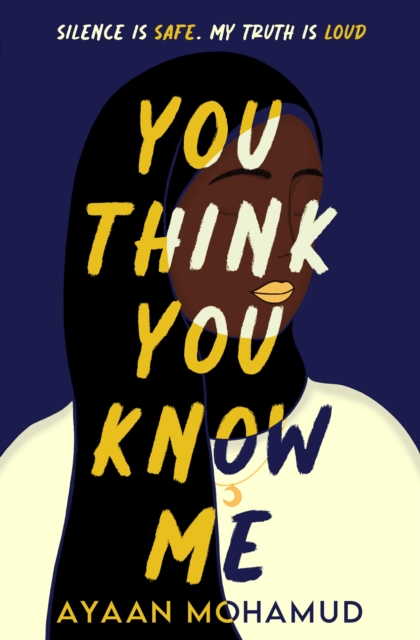 SILENCE IS SAFE. MY TRUTH IS LOUD
YOU
THINK
YOU
KNOW
ME
AYAAN MOHAMUD